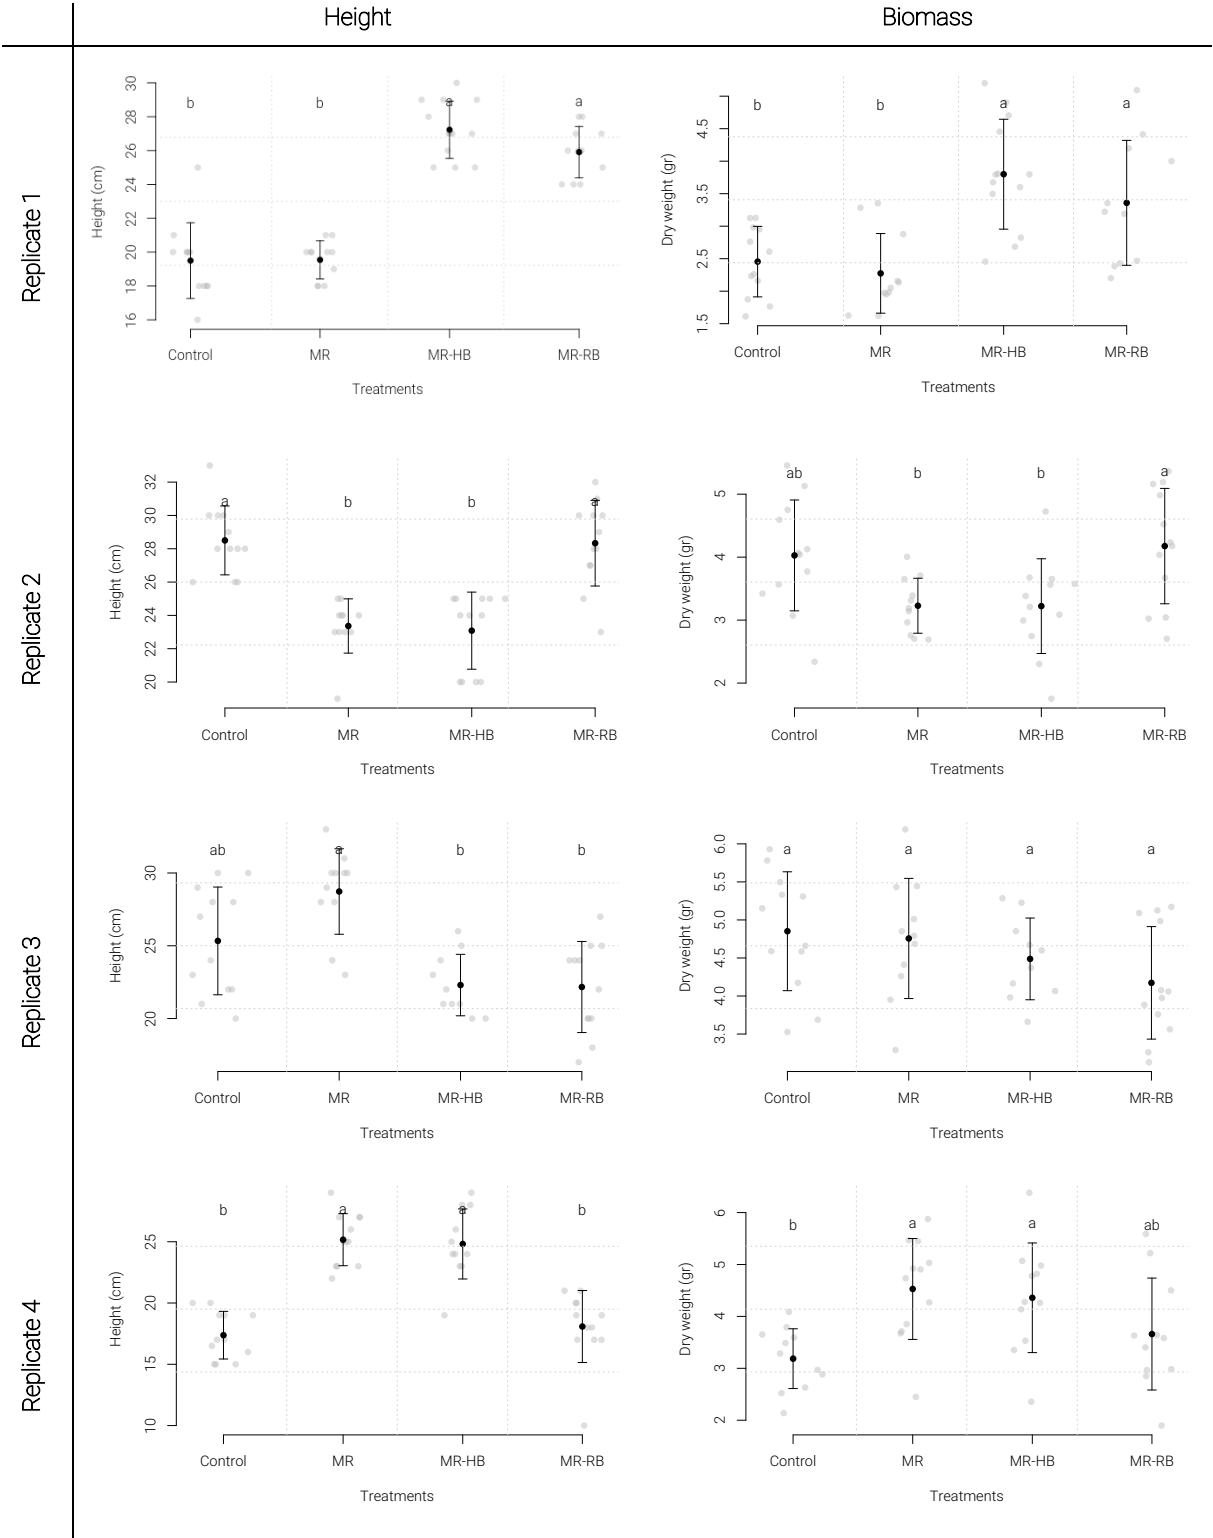 Height Biomass
Replicate 1
Height (cm)
30
28
26
24
22
20
18
16
b b a a
Control MR MR-HB MR-RB
Treatments
Dry weight (gr)
4.5
3.5
2.5
1.5
b b a a
Control MR MR-HB MR-RB
Treatments
Replicate 2
Height (cm)
32
30
28
26
24
22
20
a b b a
Control MR MR-HB MR-RB
Treatments
Dry weight (gr)
5
4
3
2
ab b b a
Control MR MR-HB MR-RB
Treatments
Replicate 3
Height (cm)
30
25
20
ab a b b
Control MR MR-HB MR-RB
Treatments
Dry weight (gr)
6.0
5.5
5.0
4.5
4.0
3.5
a a a a
Control MR MR-HB MR-RB
Treatments
Replicate 4
Height (cm)
25
20
15
10
b a a b
Control MR MR-HB MR-RB
Treatments
Dry weight (gr)
6
5
4
3
2
b a a ab
Control MR MR-HB MR-RB
Treatments